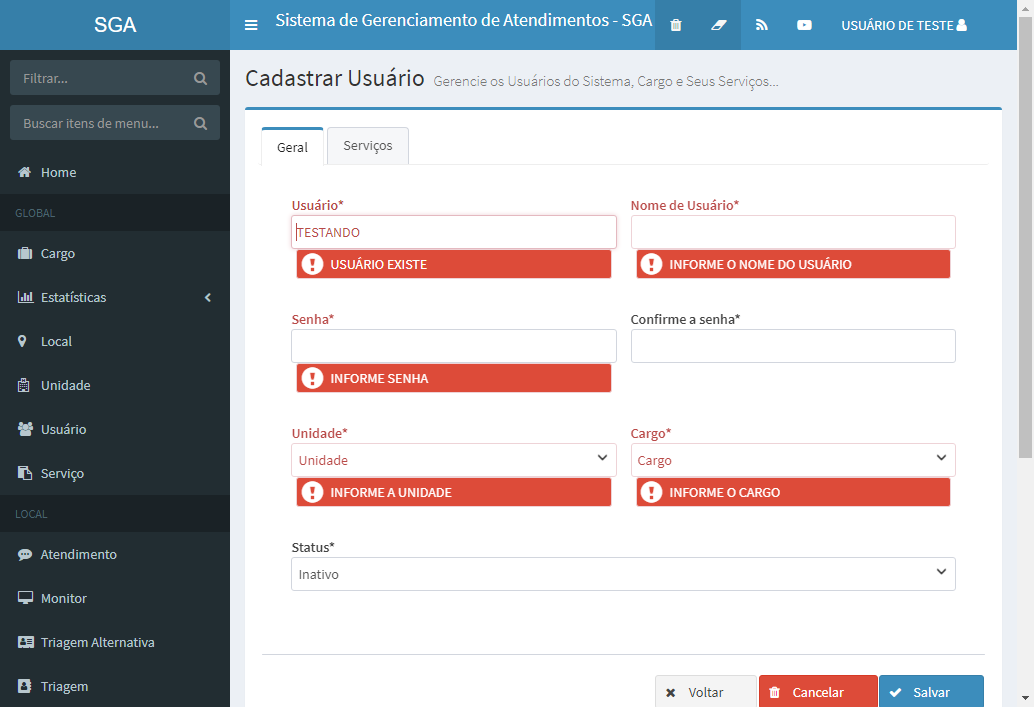 SGA
Sistema de Gerenciamento de Atendimentos - SGA
USUÁRIO DE TESTE
Filtrar...
Buscar itens de menu...
Home
GLOBAL
Cargo
Estatísticas
Local
Unidade
Usuário
Serviço
LOCAL
Atendimento
Monitor
Triagem Alternativa
Triagem
Cadastrar Usuário Gerencie os Usuários do Sistema, Cargo e Seus Serviços...
Geral
Serviços
Usuário*
TESTANDO
USUÁRIO EXISTE
Nome de Usuário*
INFORME O NOME DO USUÁRIO
Senha*
INFORME SENHA
Confirme a senha*
Unidade*
Unidade
INFORME A UNIDADE
Cargo*
Cargo
INFORME O CARGO
Status*
Inativo
Voltar
Cancelar
Salvar